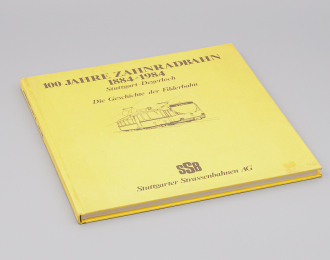 100 JAHRE ZAHNRADBAHN
1884-1984
Stuttgart-Degerloch
Die Geschichte der Filderbahn
SSB
Stuttgarter Strassenbahnen AG